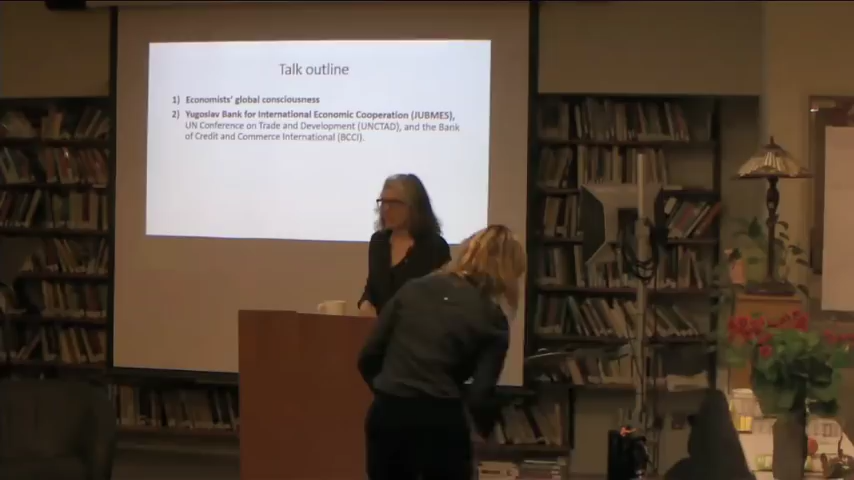 Talk outline
1) Economists' global consciousness
2) Yugoslav Bank for International Economic Cooperation (JUBMES),
UN Conference on Trade and Development (UNCTAD), and the Bank
of Credit and Commerce International (BCCI).